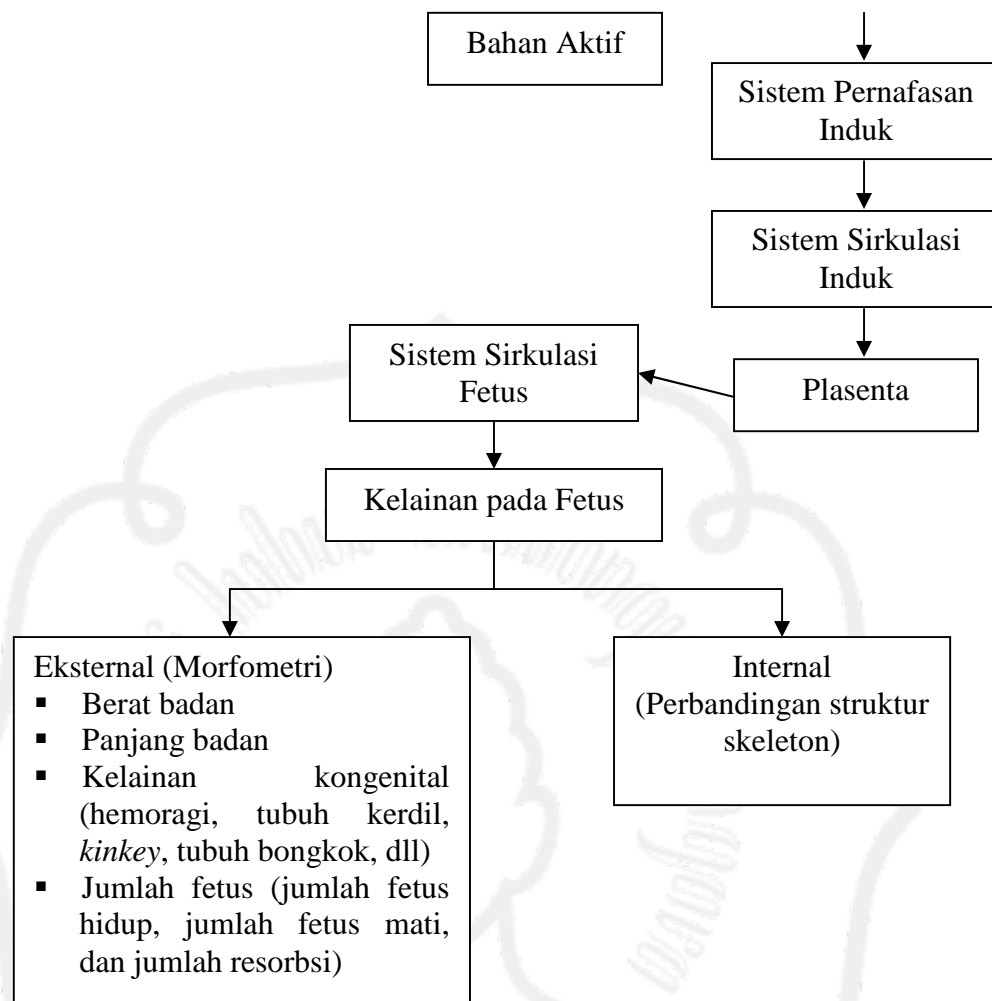 Bahan Aktif
Sistem Pernafasan
Induk
Sistem Sirkulasi
Induk
Plasenta
Sistem Sirkulasi
Fetus
Kelainan pada Fetus
Eksternal (Morfometri)
▪ Berat badan
▪ Panjang badan
▪ Kelainan kongenital
(hemoragi, tubuh kerdil,
kinkey, tubuh bongkok, dll)
▪ Jumlah fetus (jumlah fetus
hidup, jumlah fetus mati,
dan jumlah resorbsi)
Internal
(Perbandingan struktur
skeleton)